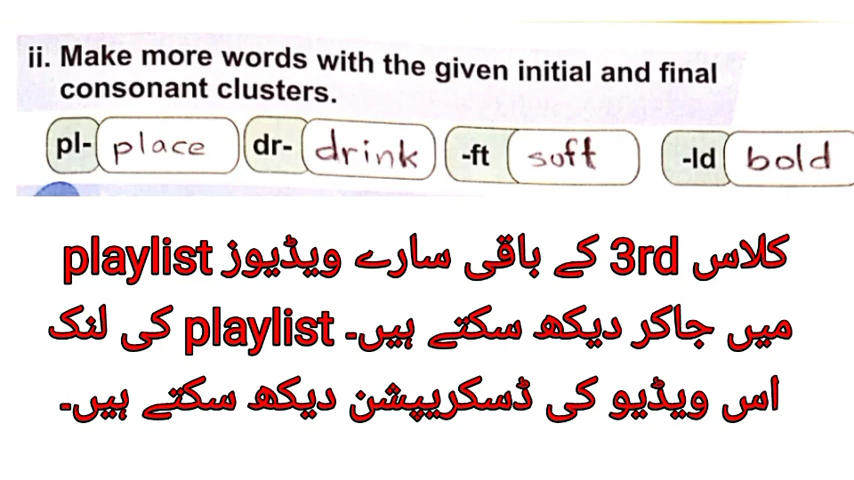 ii. Make more words with the given initial and final
consonant clusters.
pl- place dr- drink -ft soft -ld bold
کلاس 3rd کے باقی سارے ویڈیوز playlist
میں جاکر دیکھ سکتے ہیں۔ playlist کی لنک
اس ویڈیو کی ڈسکریپشن دیکھ سکتے ہیں۔